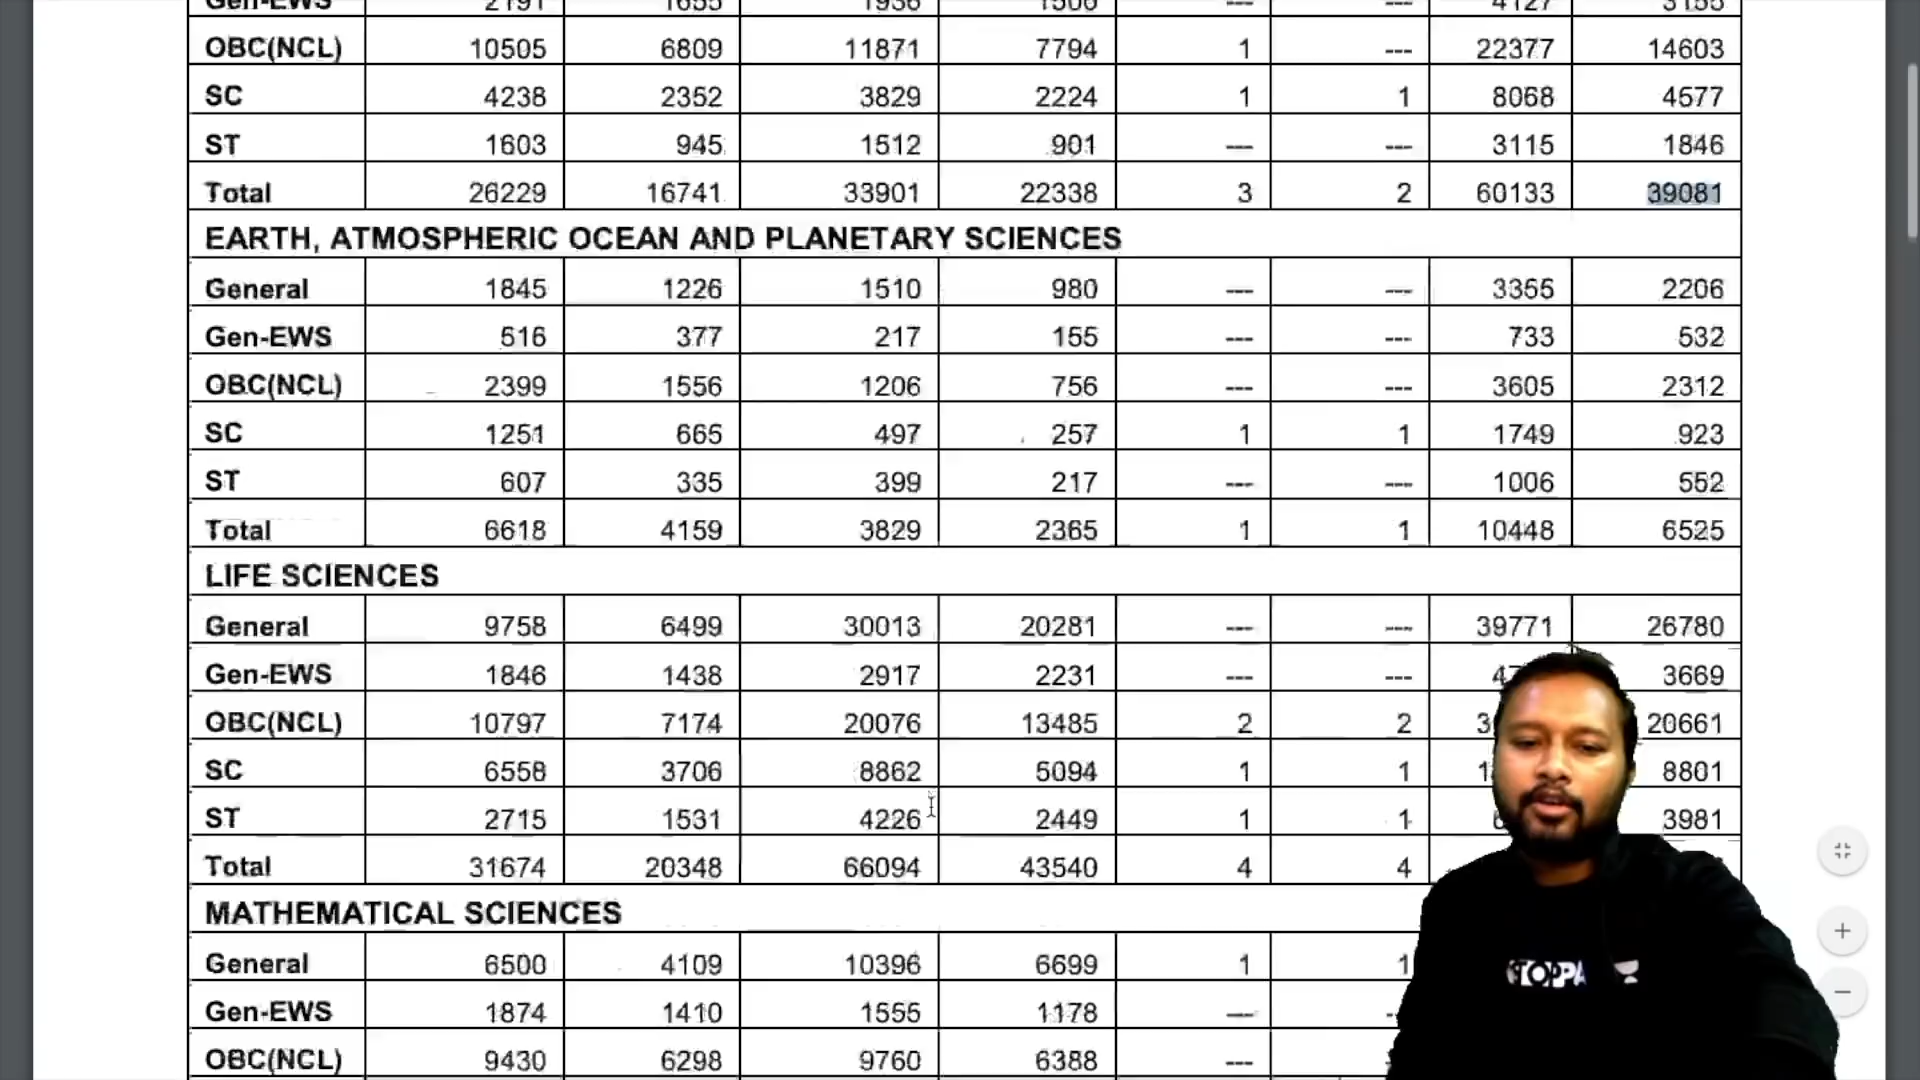 Gen-EWS 2191 1655 1936 1500 --- --- 4127 3155
OBC(NCL) 10505 6809 11871 7794 1 --- 22377 14603
SC 4238 2352 3829 2224 1 1 8068 4577
ST 1603 945 1512 901 --- --- 3115 1846
Total 26229 16741 33901 22338 3 2 60133 39081
EARTH, ATMOSPHERIC OCEAN AND PLANETARY SCIENCES
General 1845 1226 1510 980 --- --- 3355 2206
Gen-EWS 516 377 217 155 --- --- 733 532
OBC(NCL) 2399 1556 1206 756 --- --- 3605 2312
SC 1251 665 497 257 1 1 1749 923
ST 607 335 399 217 --- --- 1006 552
Total 6618 4159 3829 2365 1 1 10448 6525
LIFE SCIENCES
General 9758 6499 30013 20281 --- --- 39771 26780
Gen-EWS 1846 1438 2917 2231 --- --- 3669
OBC(NCL) 10797 7174 20076 13485 2 2 20661
SC 6558 3706 8862 5094 1 1 8801
ST 2715 1531 4226 2449 1 1 3981
Total 31674 20348 66094 43540 4 4
MATHEMATICAL SCIENCES
General 6500 4109 10396 6699 1 1
Gen-EWS 1874 1410 1555 1178 ---
OBC(NCL) 9430 6298 9760 6388 ---